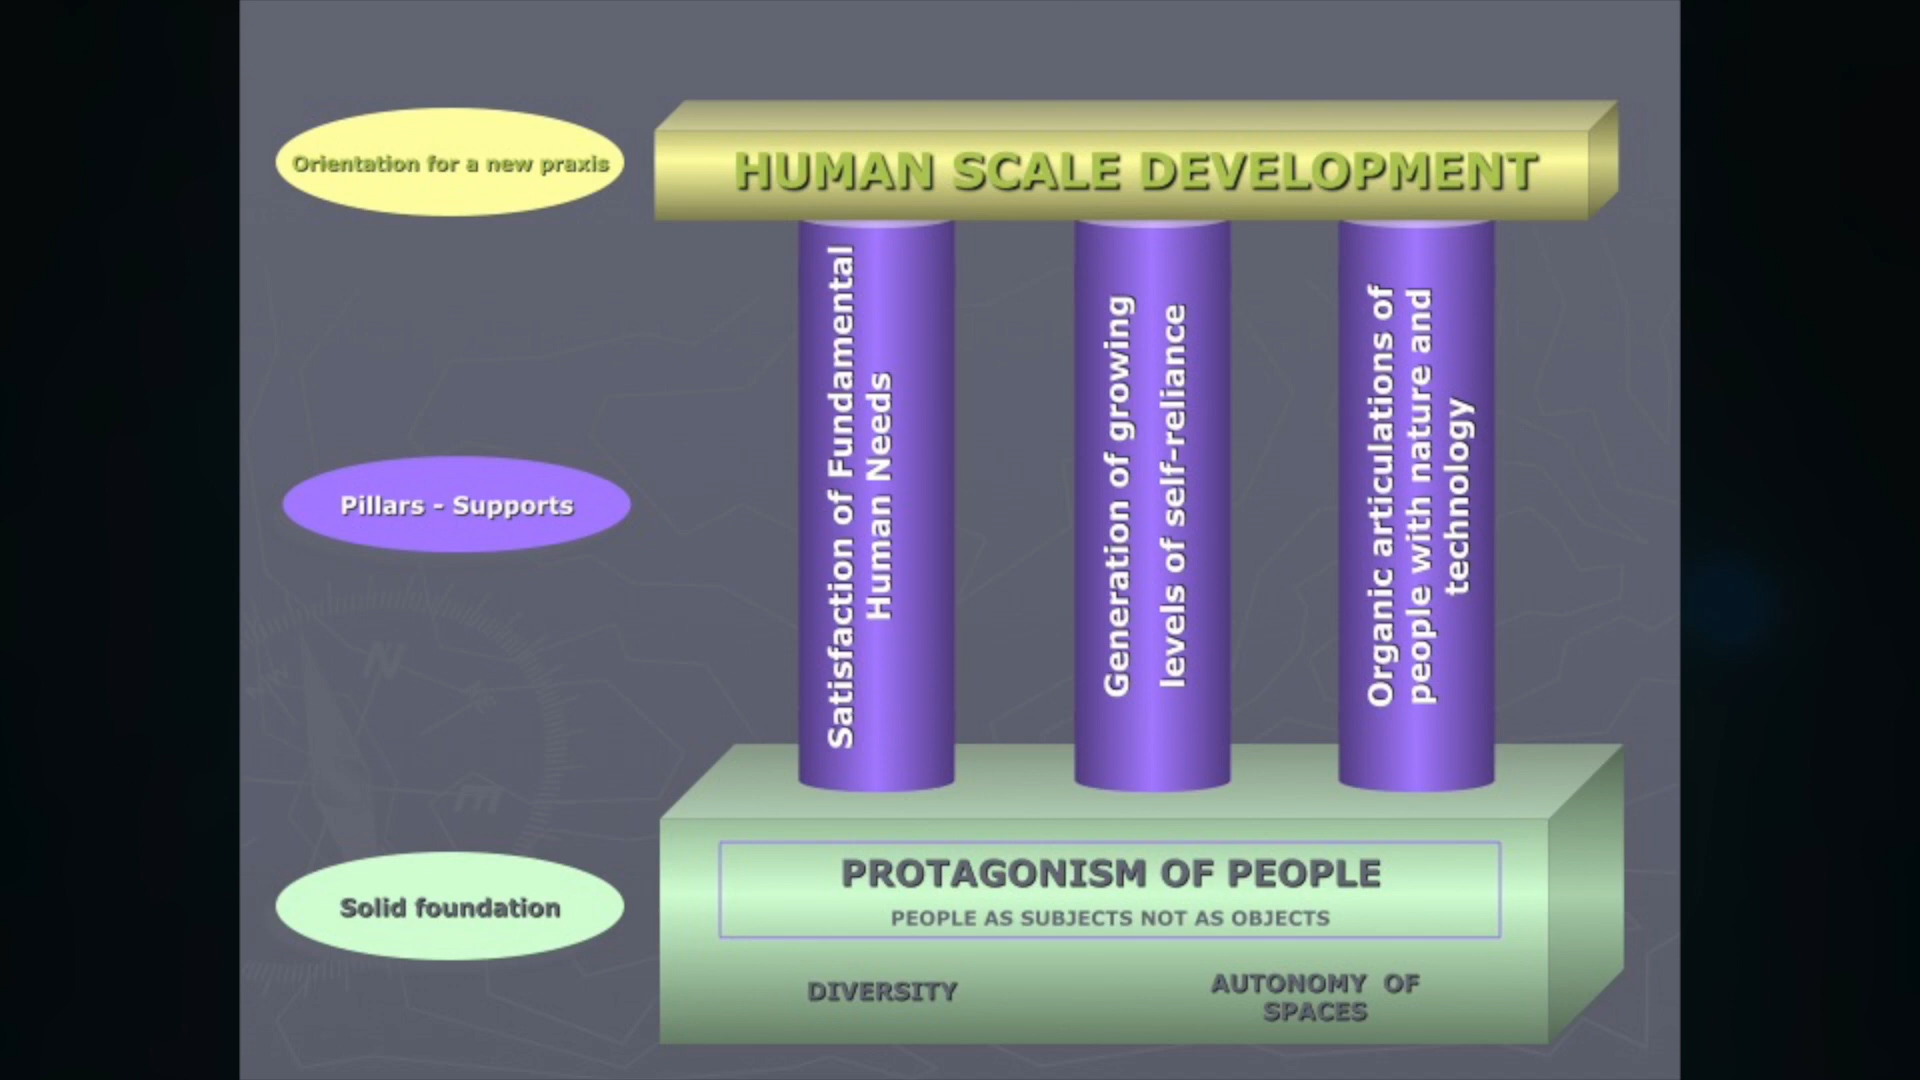 Orientation for a new praxis
HUMAN SCALE DEVELOPMENT
Pillars - Supports
Satisfaction of Fundamental
Human Needs
Generation of growing
levels of self-reliance
Organic articulations of
people with nature and
technology
Solid foundation
PROTAGONISM OF PEOPLE
PEOPLE AS SUBJECTS NOT AS OBJECTS
DIVERSITY
AUTONOMY OF
SPACES
N
E